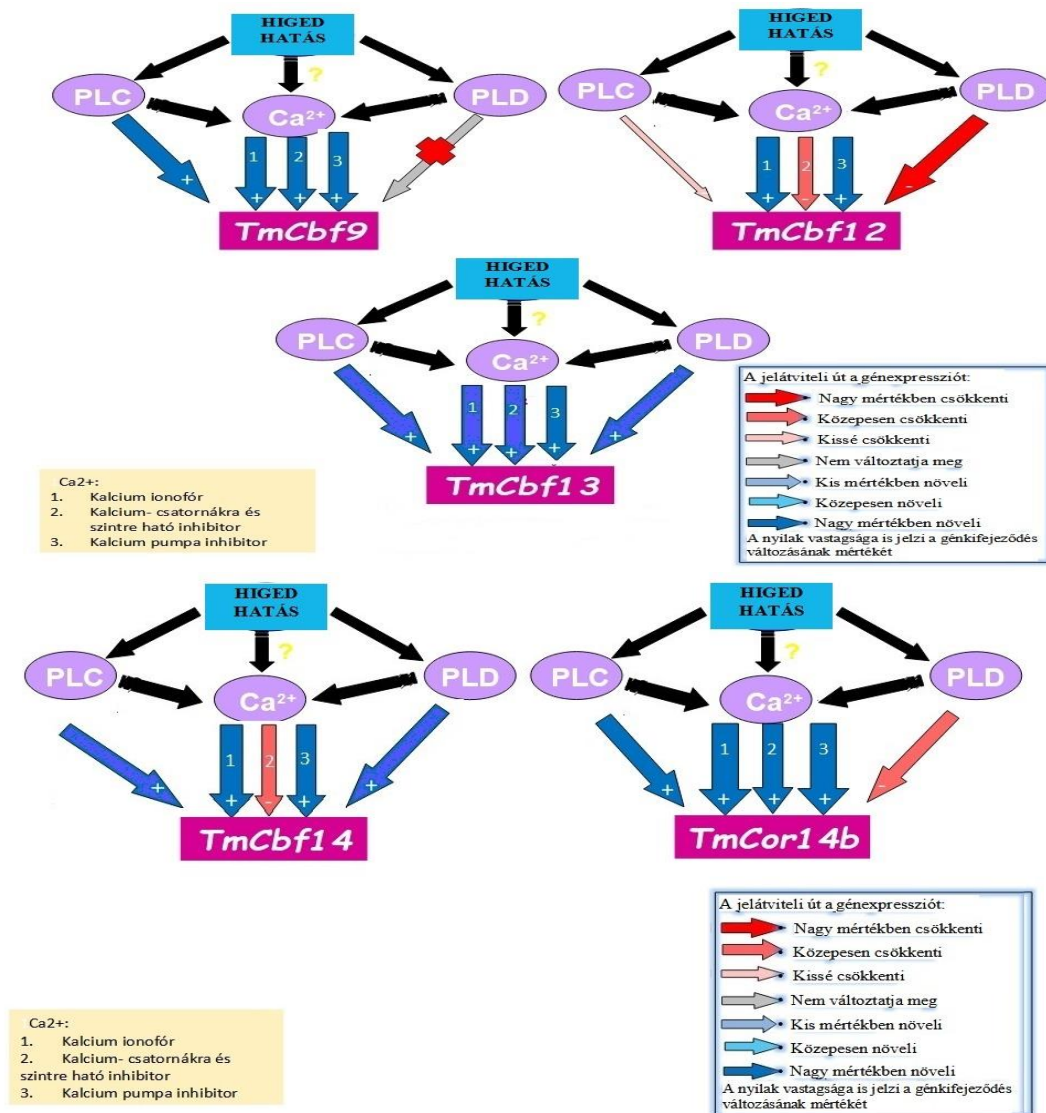 HIGED
HATÁS
?
PLC
Ca²⁺
PLD
1
2
3
+
+
+
+
TmCbf9
HIGED
HATÁS
?
PLC
Ca²⁺
PLD
1
2
3
+
-
+
-
TmCbf12
HIGED
HATÁS
?
PLC
Ca²⁺
PLD
1
2
3
+
+
+
+
+
TmCbf13
Ca2+:
1. Kalcium ionofór
2. Kalcium- csatornákra és
szintre ható inhibitor
3. Kalcium pumpa inhibitor
A jelátviteli út a génexpressziót:
Nagy mértékben csökkenti
Közepesen csökkenti
Kissé csökkenti
Nem változtatja meg
Kis mértékben növeli
Közepesen növeli
Nagy mértékben növeli
A nyilak vastagsága is jelzi a génkifejeződés
változásának mértékét
HIGED
HATÁS
?
PLC
Ca²⁺
PLD
1
2
3
+
+
-
+
+
TmCbf14
HIGED
HATÁS
?
PLC
Ca²⁺
PLD
1
2
3
+
+
+
+
-
TmCor14b
Ca2+:
1. Kalcium ionofór
2. Kalcium- csatornákra és
szintre ható inhibitor
3. Kalcium pumpa inhibitor
A jelátviteli út a génexpressziót:
Nagy mértékben csökkenti
Közepesen csökkenti
Kissé csökkenti
Nem változtatja meg
Kis mértékben növeli
Közepesen növeli
Nagy mértékben növeli
A nyilak vastagsága is jelzi a génkifejeződés
változásának mértékét